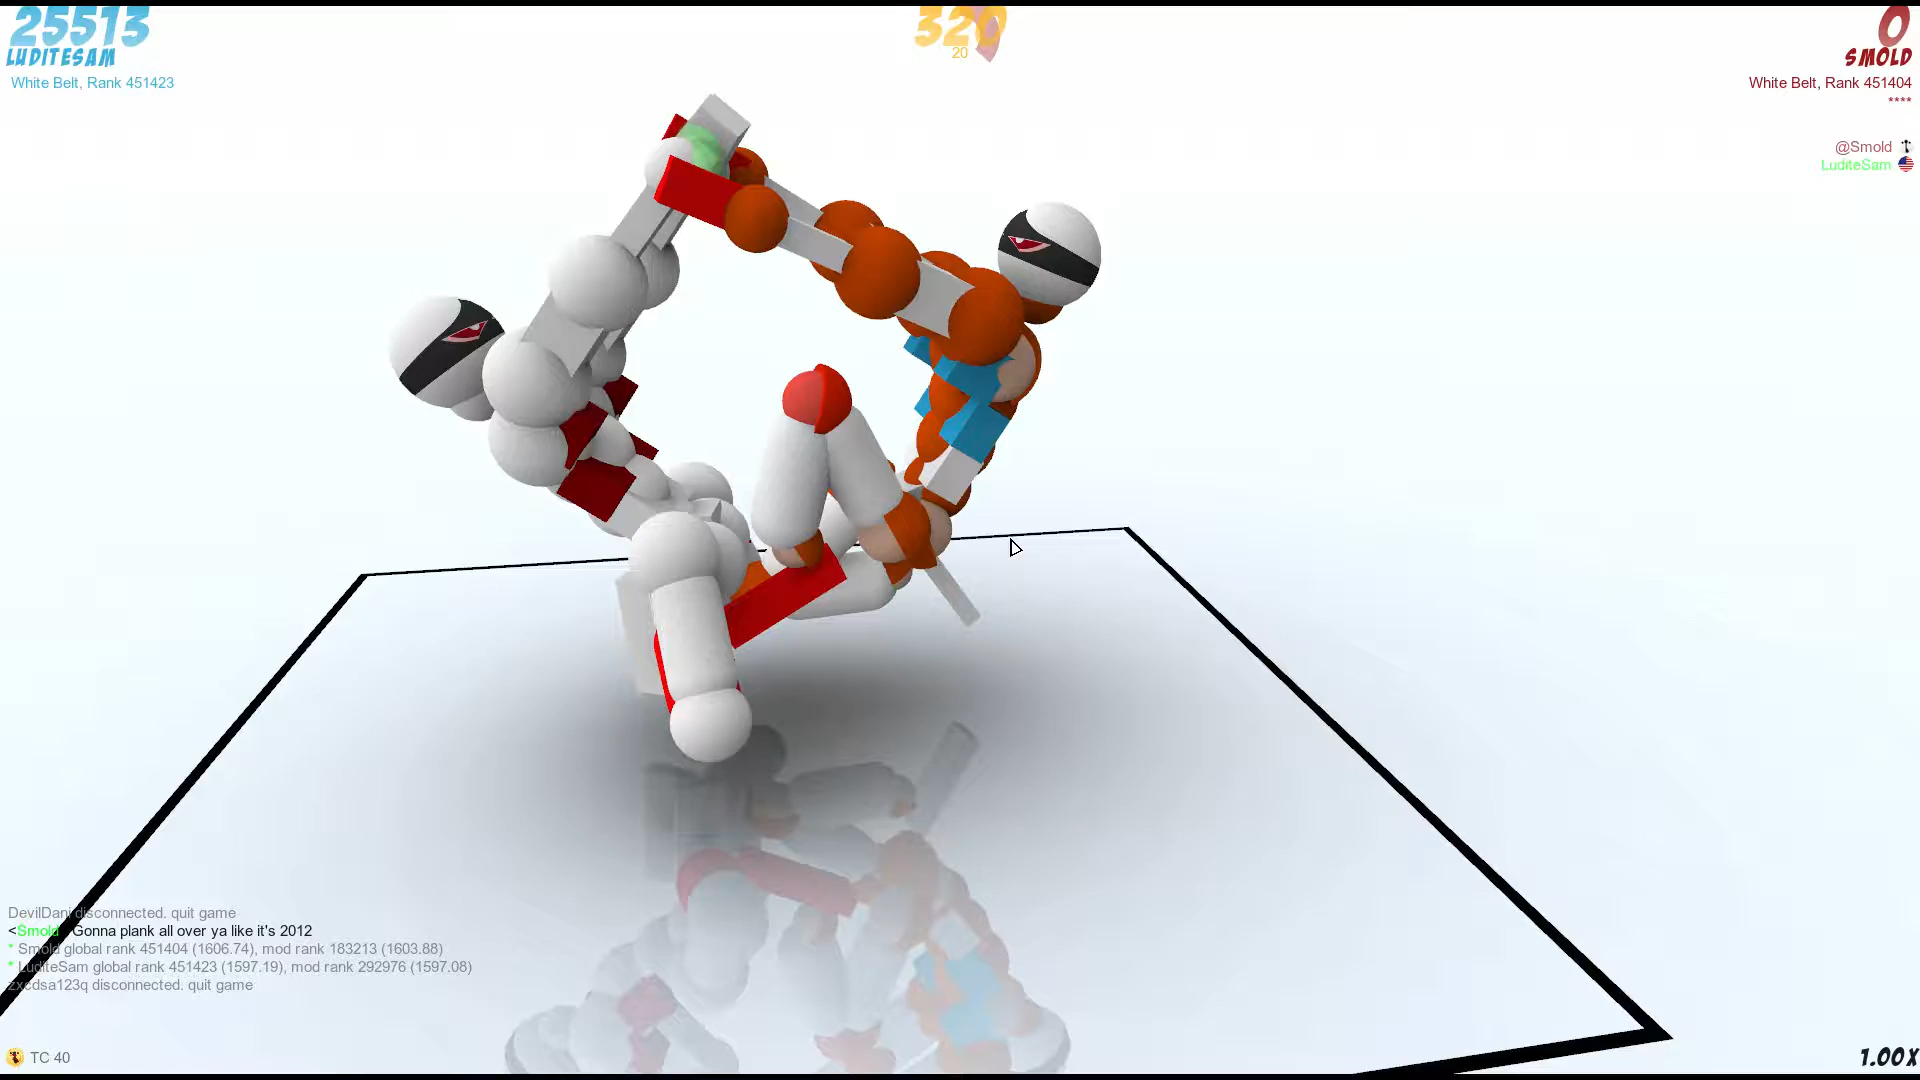 25513
LUDITESAM
White Belt, Rank 451423
320
20
0
SMOLD
White Belt, Rank 451404
****
@Smold
LuditeSam
DevilDani disconnected. quit game
<Smold Gonna plank all over ya like it's 2012
* Smold global rank 451404 (1606.74), mod rank 183213 (1603.88)
* LuditeSam global rank 451423 (1597.19), mod rank 292976 (1597.08)
zxcdsa123q disconnected. quit game
TC 40
1.00X